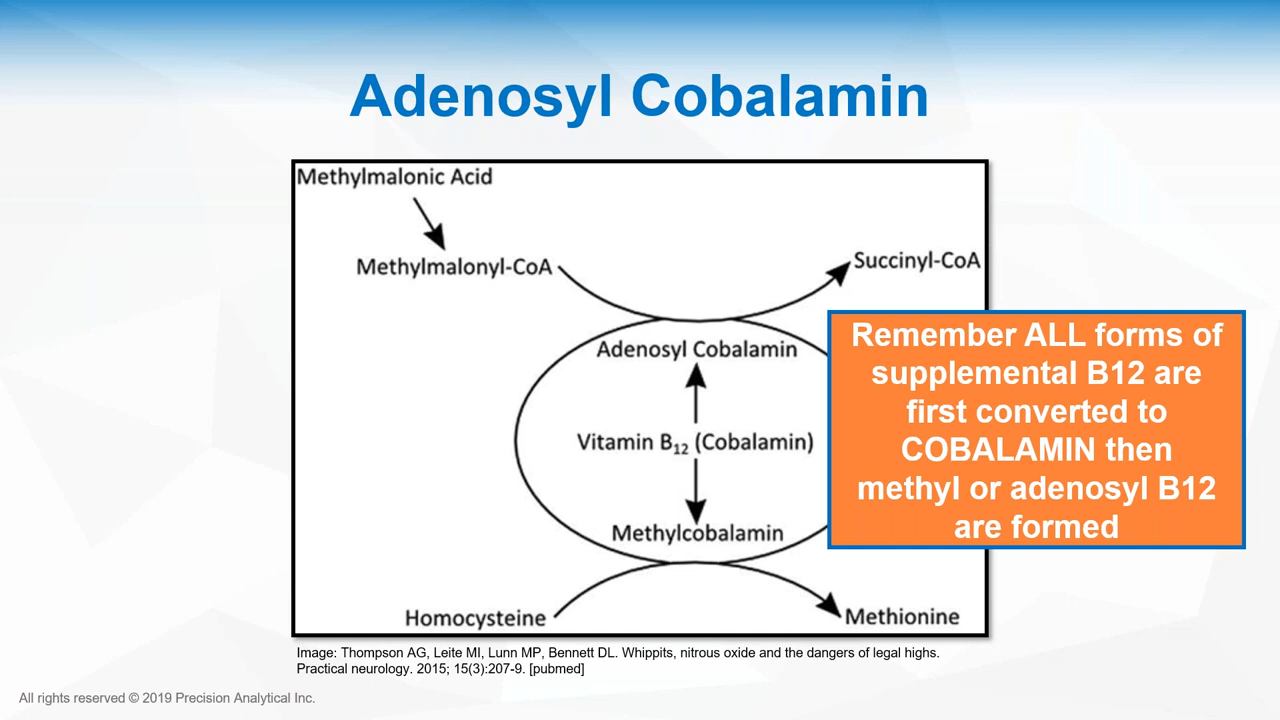 Adenosyl Cobalamin
Methylmalonic Acid
Methylmalonyl-CoA
Succinyl-CoA
Adenosyl Cobalamin
Vitamin B₁₂ (Cobalamin)
Methylcobalamin
Homocysteine
Methionine
Remember ALL forms of
supplemental B12 are
first converted to
COBALAMIN then
methyl or adenosyl B12
are formed
Image: Thompson AG, Leite MI, Lunn MP, Bennett DL. Whippits, nitrous oxide and the dangers of legal highs.
Practical neurology. 2015; 15(3):207-9. [pubmed]
All rights reserved © 2019 Precision Analytical Inc.